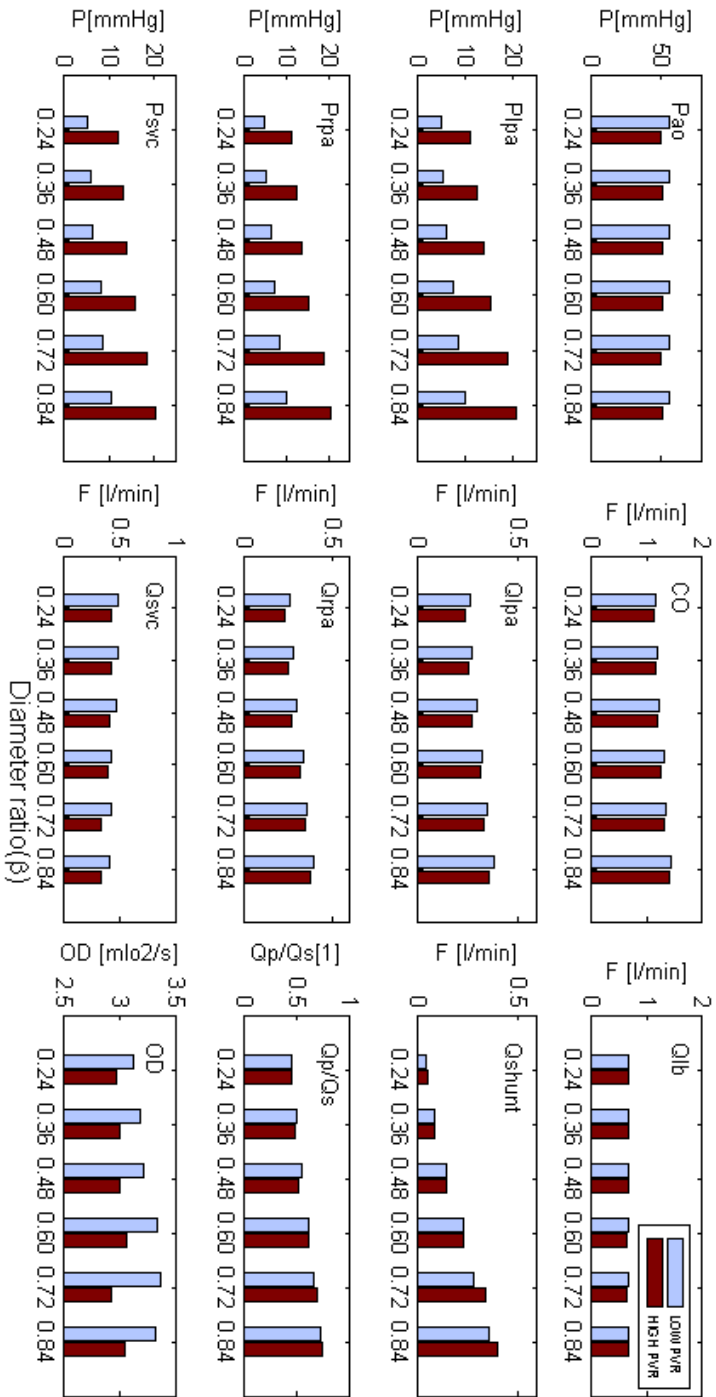 P[mmHg]
50
0
Pao
0.24 0.36 0.48 0.60 0.72 0.84
F [l/min]
2
1
0
CO
0.24 0.36 0.48 0.60 0.72 0.84
F [l/min]
2
1
0
Qlb
LOW PVR
HIGH PVR
0.24 0.36 0.48 0.60 0.72 0.84
P[mmHg]
20
10
0
Plpa
0.24 0.36 0.48 0.60 0.72 0.84
F [l/min]
0.5
0
Qlpa
0.24 0.36 0.48 0.60 0.72 0.84
F [l/min]
0.5
0
Qshunt
0.24 0.36 0.48 0.60 0.72 0.84
P[mmHg]
20
10
0
Prpa
0.24 0.36 0.48 0.60 0.72 0.84
F [l/min]
0.5
0
Qrpa
0.24 0.36 0.48 0.60 0.72 0.84
Qp/Qs[1]
1
0.5
0
Qp/Qs
0.24 0.36 0.48 0.60 0.72 0.84
P[mmHg]
20
10
0
Psvc
0.24 0.36 0.48 0.60 0.72 0.84
F [l/min]
1
0.5
0
Qsvc
0.24 0.36 0.48 0.60 0.72 0.84
OD [mlo2/s]
3.5
3
2.5
OD
0.24 0.36 0.48 0.60 0.72 0.84
Diameter ratio(β)